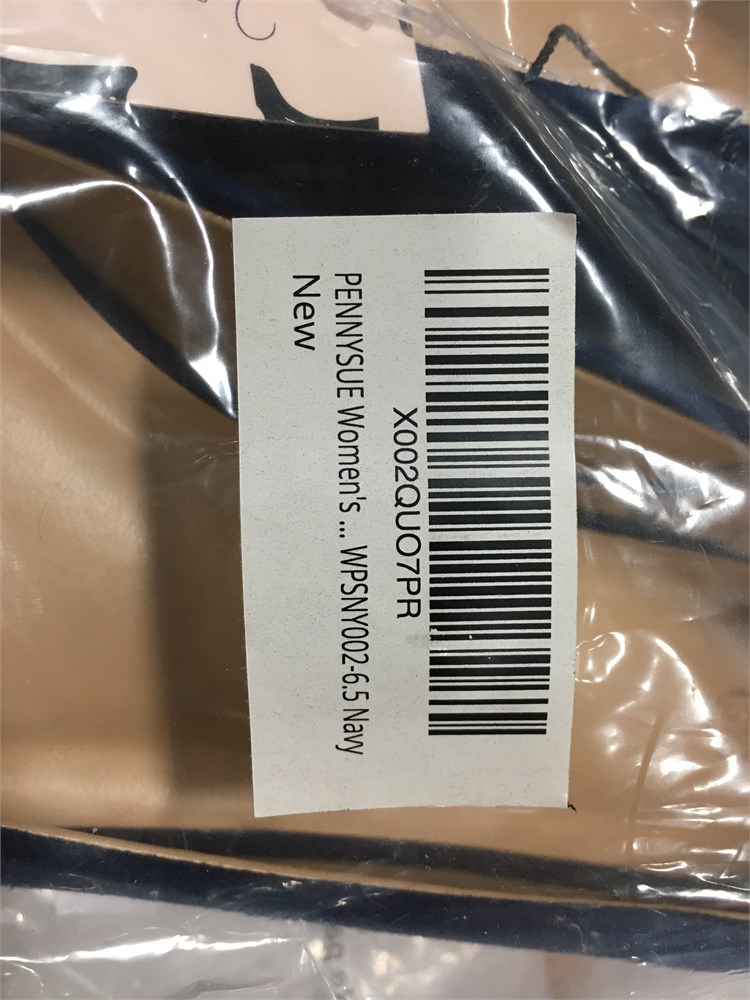 X002QUO7PR
PENNYSUE Women's ... WPSNY002-6.5 Navy
New